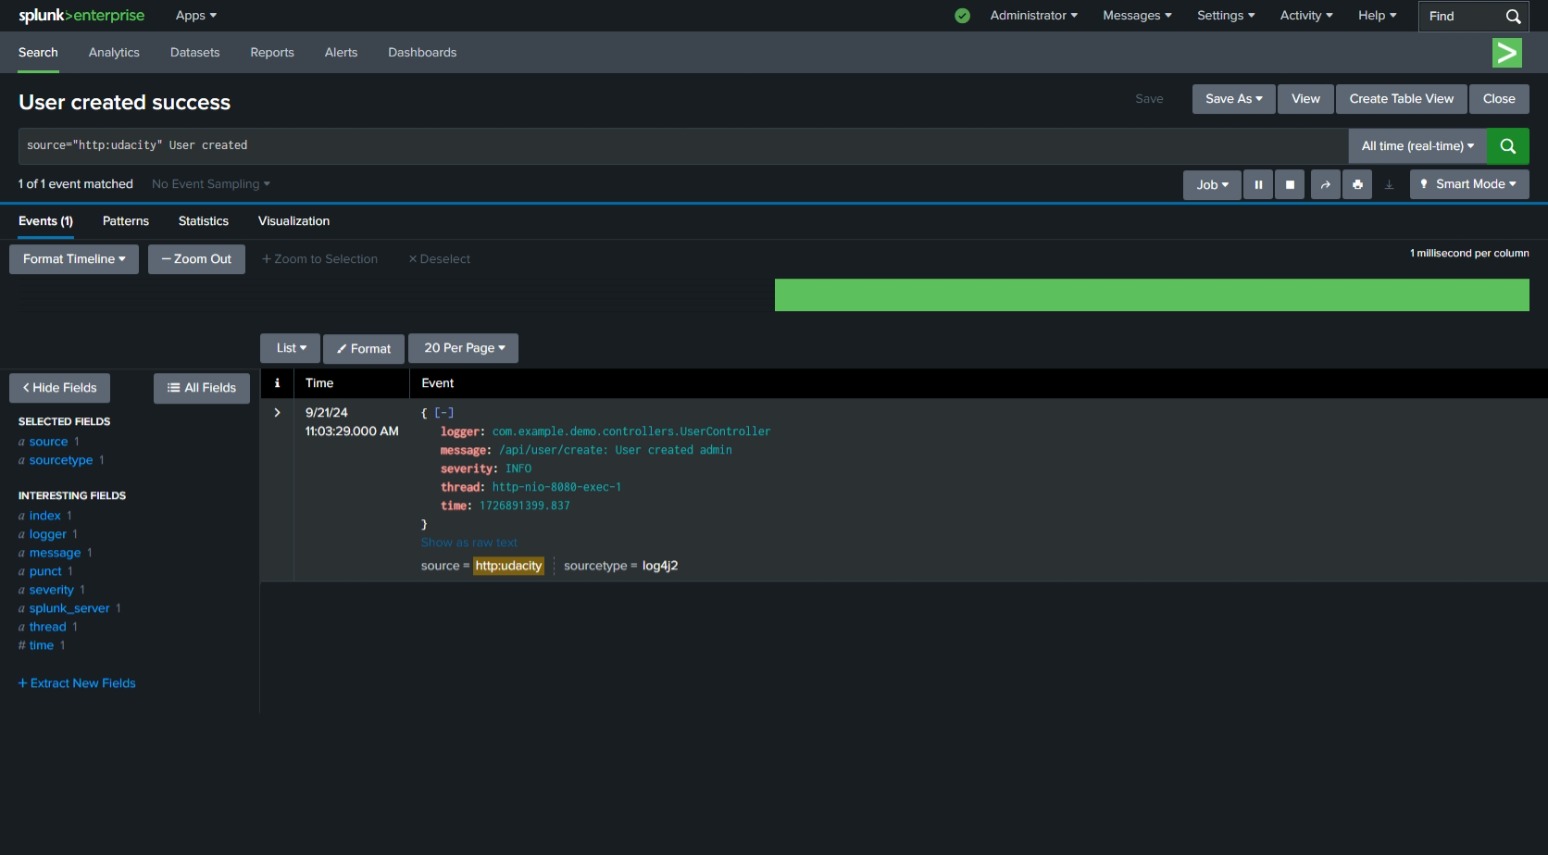 splunk>enterprise Apps Administrator Messages Settings Activity Help Find
Search Analytics Datasets Reports Alerts Dashboards
User created success Save Save As View Create Table View Close
source="http:udacity" User created All time (real-time)
1 of 1 event matched No Event Sampling Job Smart Mode
Events (1) Patterns Statistics Visualization
Format Timeline — Zoom Out + Zoom to Selection × Deselect 1 millisecond per column
List Format 20 Per Page
< Hide Fields All Fields
SELECTED FIELDS
a source 1
a sourcetype 1
INTERESTING FIELDS
a index 1
a logger 1
a message 1
a punct 1
a severity 1
a splunk_server 1
a thread 1
# time 1
+ Extract New Fields
i Time Event
> 9/21/24 { [-]
11:03:29.000 AM logger: com.example.demo.controllers.UserController
message: /api/user/create: User created admin
severity: INFO
thread: http-nio-8080-exec-1
time: 1726891399.837
}
Show as raw text
source = http:udacity sourcetype = log4j2